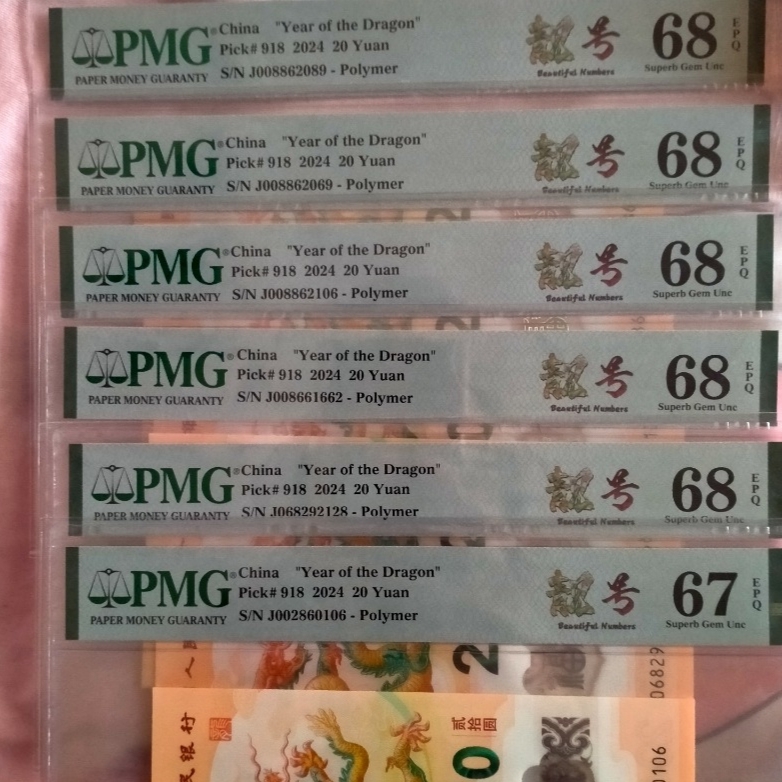 PMG® China "Year of the Dragon" 靓号 68 EPQ
Pick# 918 2024 20 Yuan
PAPER MONEY GUARANTY S/N J008862089 - Polymer Beautiful Numbers Superb Gem Unc
PMG® China "Year of the Dragon" 靓号 68 EPQ
Pick# 918 2024 20 Yuan
PAPER MONEY GUARANTY S/N J008862069 - Polymer Beautiful Numbers Superb Gem Unc
PMG® China "Year of the Dragon" 靓号 68 EPQ
Pick# 918 2024 20 Yuan
PAPER MONEY GUARANTY S/N J008862106 - Polymer Beautiful Numbers Superb Gem Unc
PMG® China "Year of the Dragon" 靓号 68 EPQ
Pick# 918 2024 20 Yuan
PAPER MONEY GUARANTY S/N J008661662 - Polymer Beautiful Numbers Superb Gem Unc
PMG® China "Year of the Dragon" 靓号 68 EPQ
Pick# 918 2024 20 Yuan
PAPER MONEY GUARANTY S/N J068292128 - Polymer Beautiful Numbers Superb Gem Unc
PMG® China "Year of the Dragon" 靓号 67 EPQ
Pick# 918 2024 20 Yuan
PAPER MONEY GUARANTY S/N J002860106 - Polymer Beautiful Numbers Superb Gem Unc
人 2 06829
民银行 贰拾圆 0 0106